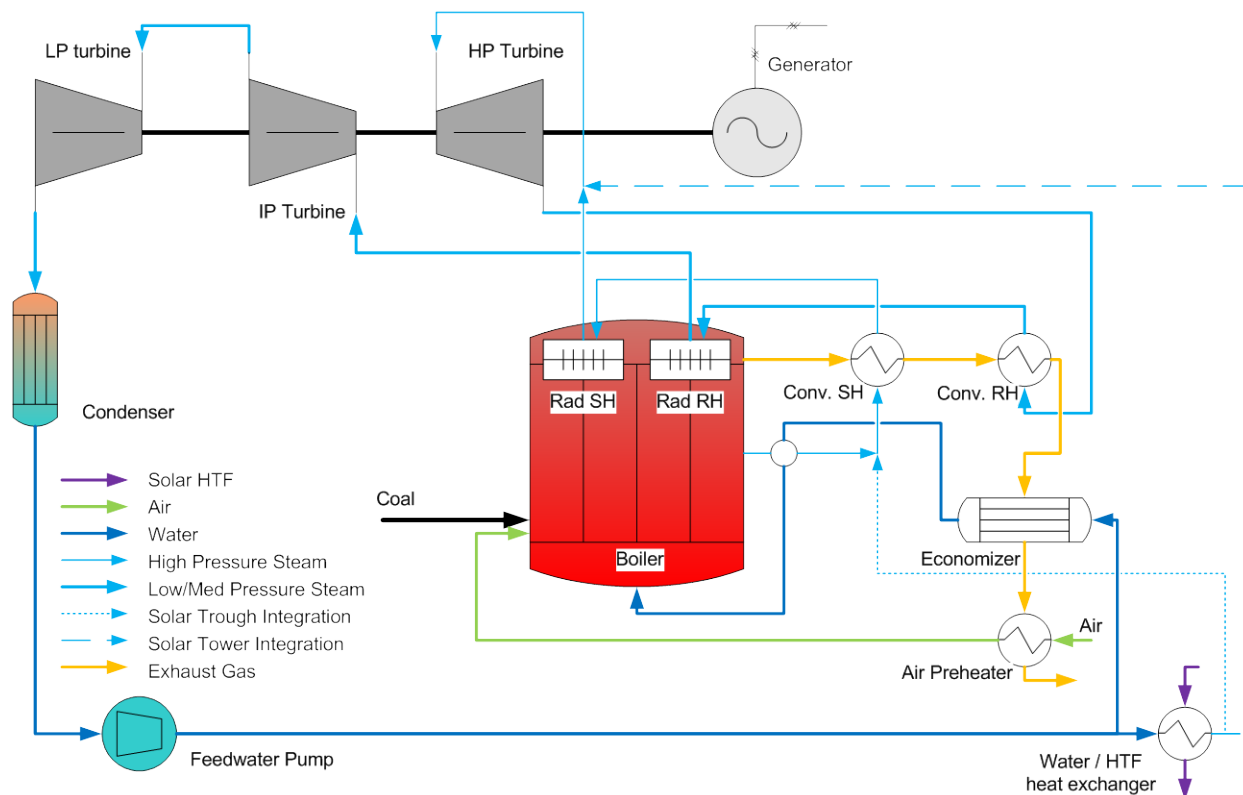 LP turbine
HP Turbine
Generator
IP Turbine
Rad SH
Rad RH
Conv. SH
Conv. RH
Condenser
Solar HTF
Air
Water
High Pressure Steam
Low/Med Pressure Steam
Solar Trough Integration
Solar Tower Integration
Exhaust Gas
Coal
Boiler
Economizer
Air
Air Preheater
Feedwater Pump
Water / HTF
heat exchanger